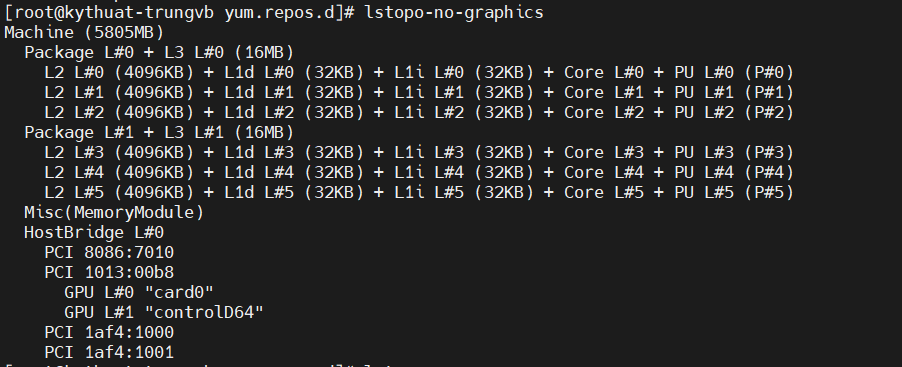 [root@kythuat-trungvb yum.repos.d]# lstopo-no-graphics
Machine (5805MB)
  Package L#0 + L3 L#0 (16MB)
    L2 L#0 (4096KB) + L1d L#0 (32KB) + L1i L#0 (32KB) + Core L#0 + PU L#0 (P#0)
    L2 L#1 (4096KB) + L1d L#1 (32KB) + L1i L#1 (32KB) + Core L#1 + PU L#1 (P#1)
    L2 L#2 (4096KB) + L1d L#2 (32KB) + L1i L#2 (32KB) + Core L#2 + PU L#2 (P#2)
  Package L#1 + L3 L#1 (16MB)
    L2 L#3 (4096KB) + L1d L#3 (32KB) + L1i L#3 (32KB) + Core L#3 + PU L#3 (P#3)
    L2 L#4 (4096KB) + L1d L#4 (32KB) + L1i L#4 (32KB) + Core L#4 + PU L#4 (P#4)
    L2 L#5 (4096KB) + L1d L#5 (32KB) + L1i L#5 (32KB) + Core L#5 + PU L#5 (P#5)
  Misc(MemoryModule)
  HostBridge L#0
    PCI 8086:7010
    PCI 1013:00b8
      GPU L#0 "card0"
      GPU L#1 "controlD64"
    PCI 1af4:1000
    PCI 1af4:1001